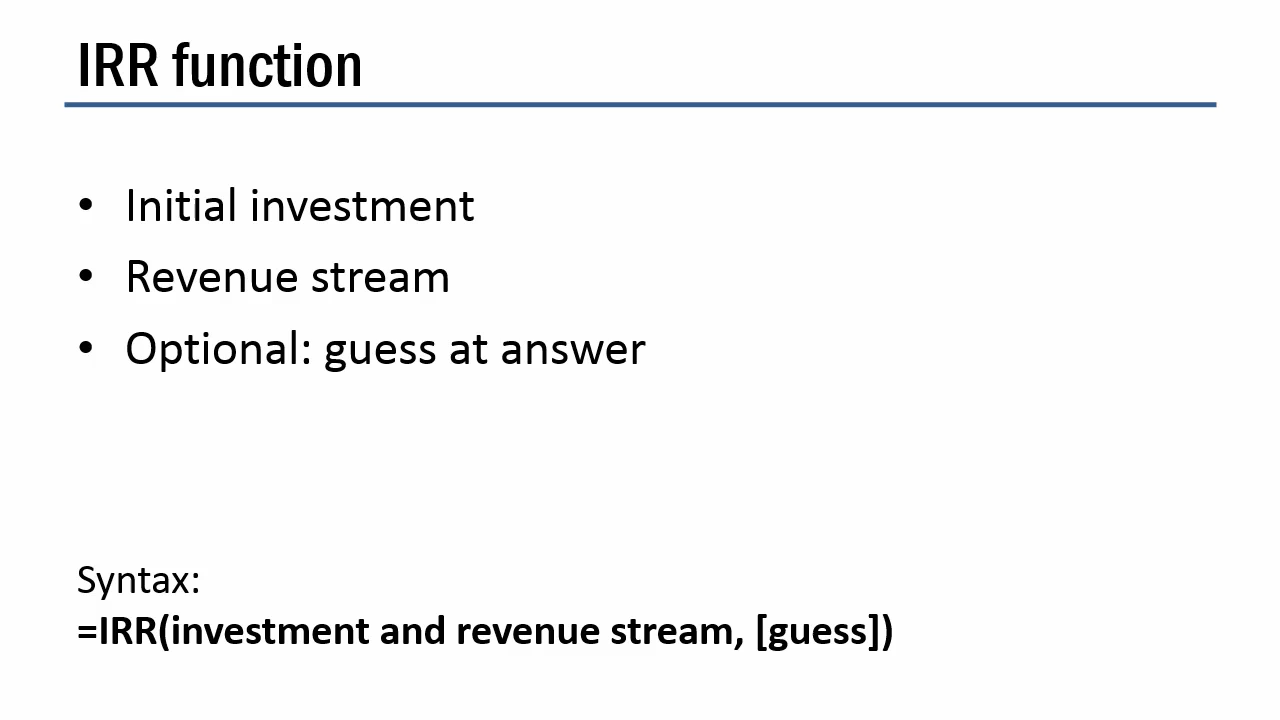 IRR function
• Initial investment
• Revenue stream
• Optional: guess at answer
Syntax:
=IRR(investment and revenue stream, [guess])